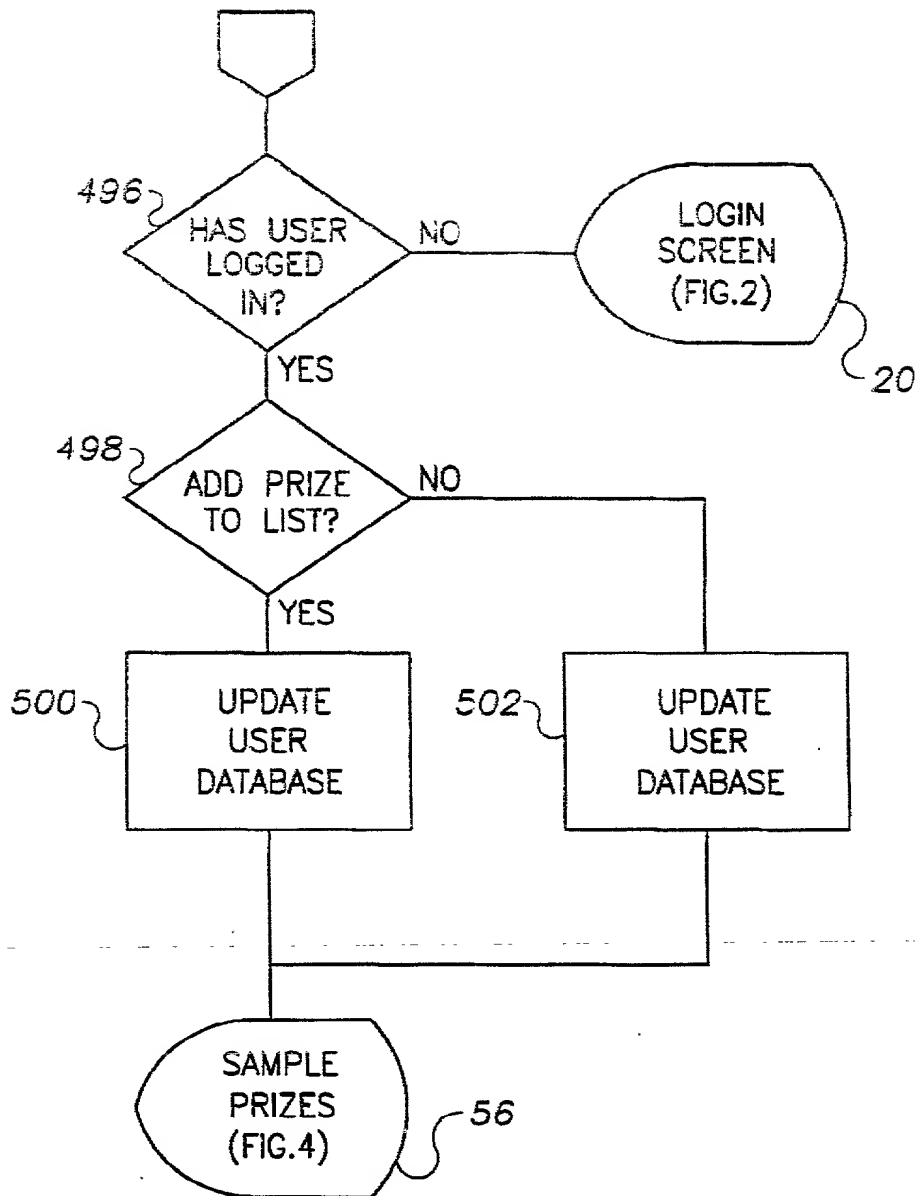 496
HAS USER
LOGGED
IN?
NO
LOGIN
SCREEN
(FIG.2)
20
YES
498
ADD PRIZE
TO LIST?
NO
YES
500
UPDATE
USER
DATABASE
502
UPDATE
USER
DATABASE
SAMPLE
PRIZES
(FIG.4)
56